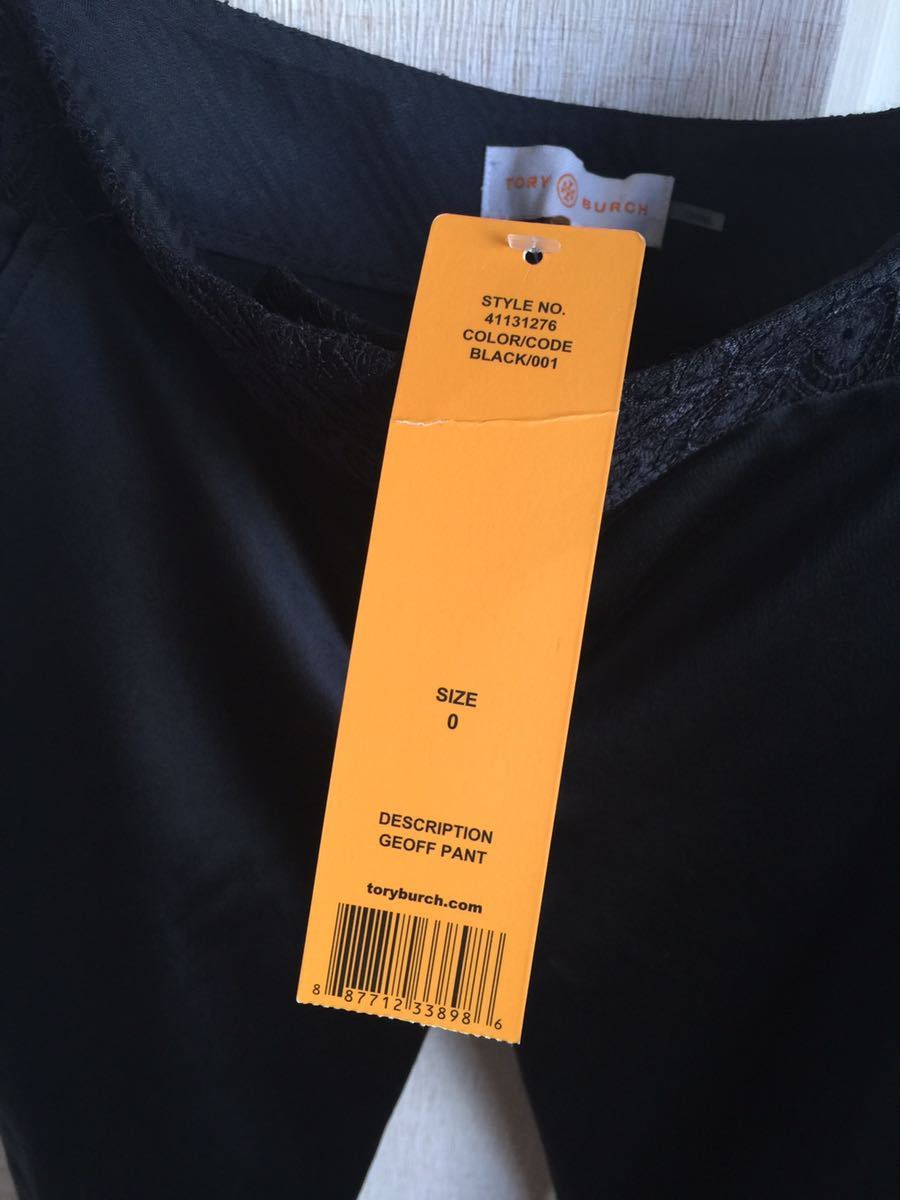 TORY BURCH
STYLE NO.
41131276
COLOR/CODE
BLACK/001
SIZE
0
DESCRIPTION
GEOFF PANT
toryburch.com
8 87712 33898 6